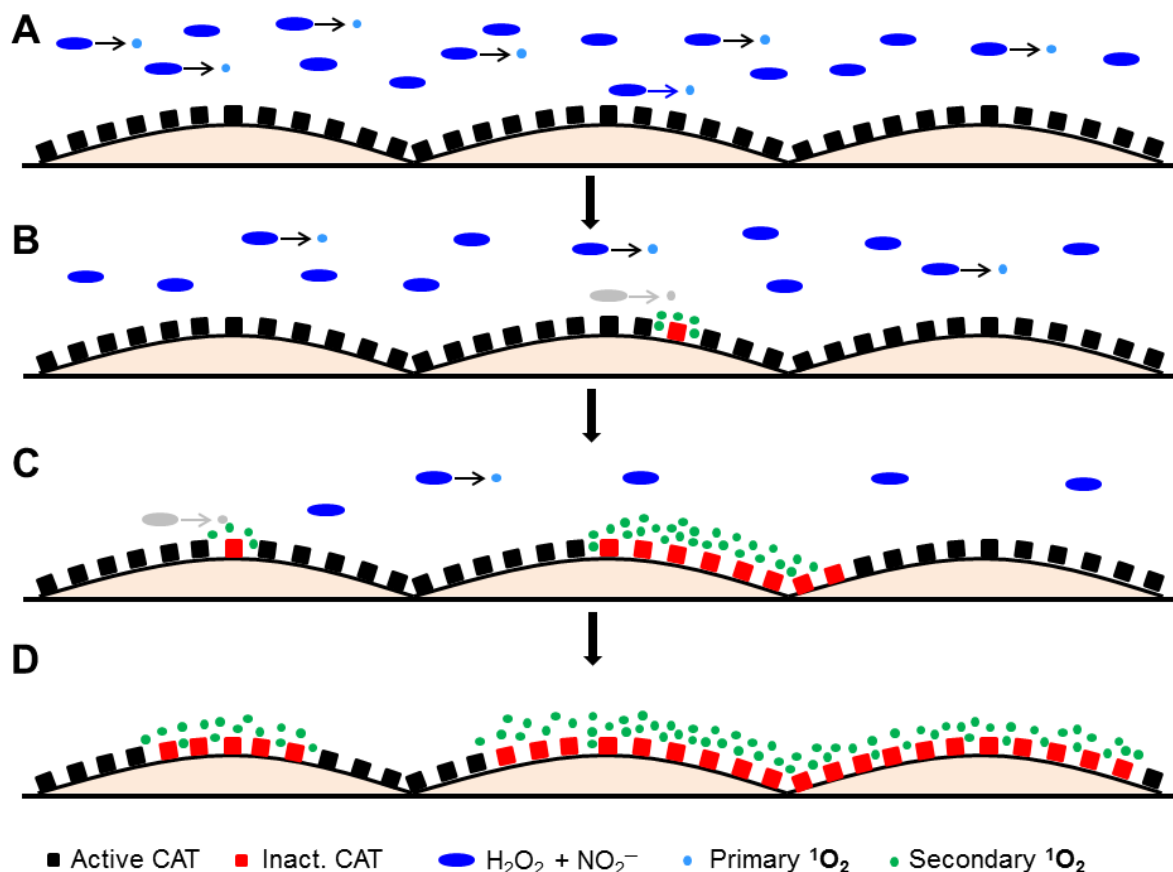 A
B
C
D
Active CAT Inact. CAT H₂O₂ + NO₂⁻ Primary ¹O₂ Secondary ¹O₂